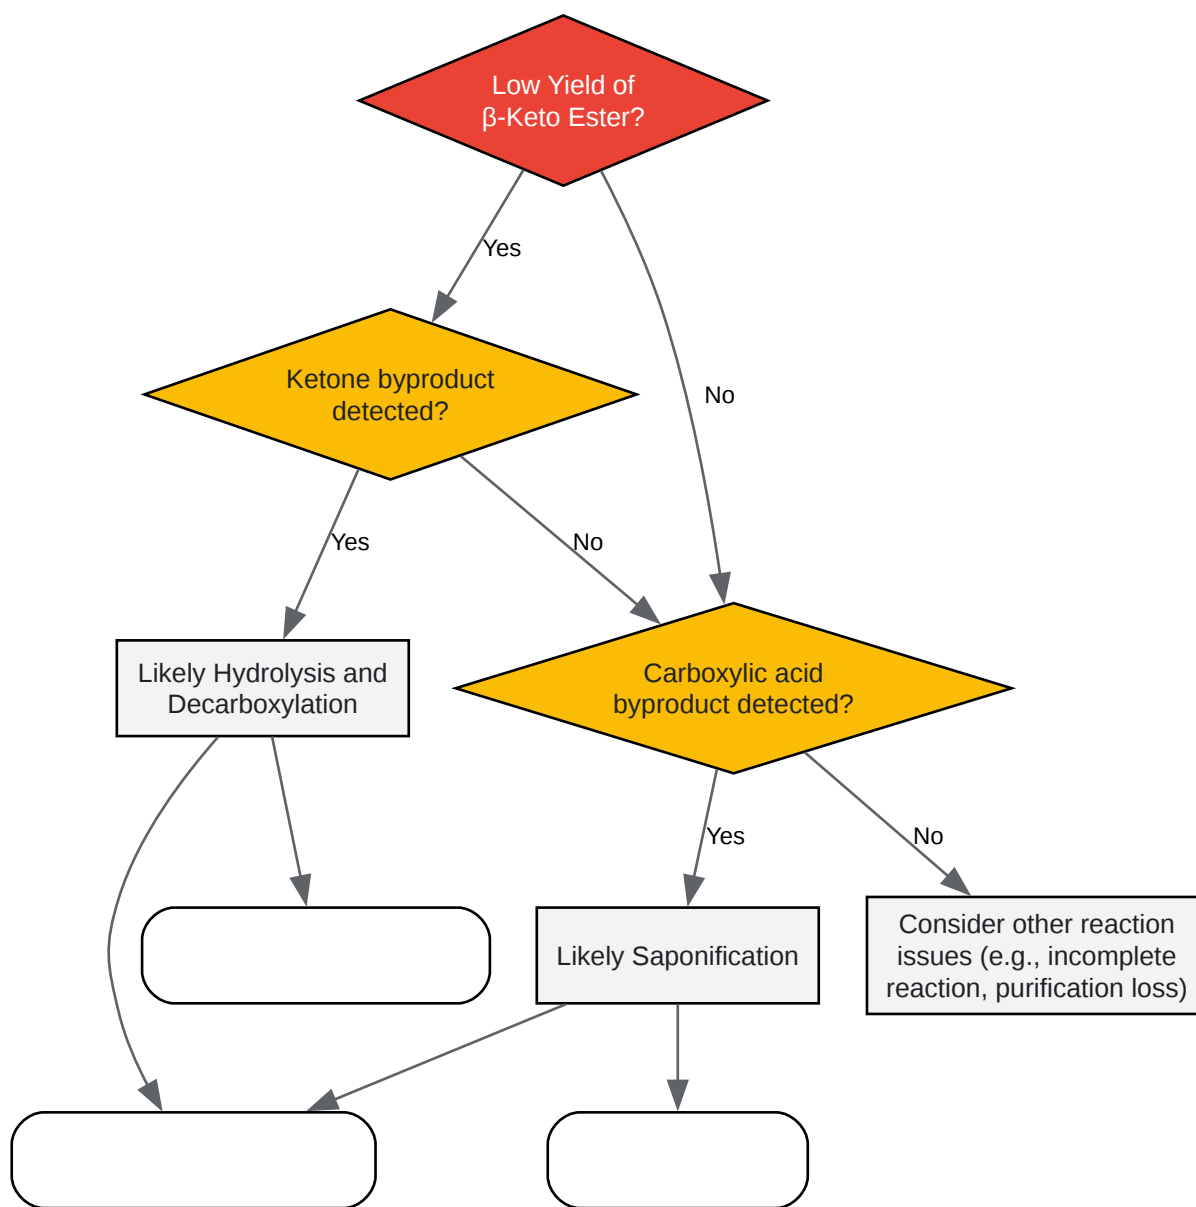 Low Yield of
β-Keto Ester?
Yes
No
Ketone byproduct
detected?
Yes
No
Likely Hydrolysis and
Decarboxylation
Carboxylic acid
byproduct detected?
Yes
No
Likely Saponification
Consider other reaction
issues (e.g., incomplete
reaction, purification loss)